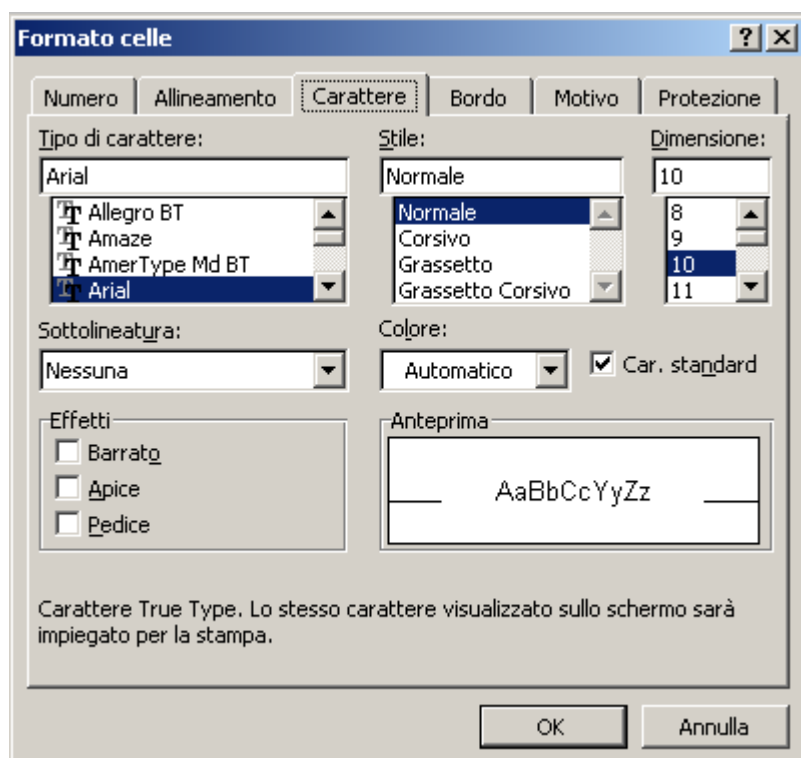 Formato celle
Numero Allineamento Carattere Bordo Motivo Protezione
Tipo di carattere: Stile: Dimensione:
Arial Normale 10
Allegro BT Normale 8
Amaze Corsivo 9
AmerType Md BT Grassetto 10
Arial Grassetto Corsivo 11
Sottolineatura: Colore:
Nessuna Automatico Car. standard
Effetti Anteprima
Barrato
Apice AaBbCcYyZz
Pedice
Carattere True Type. Lo stesso carattere visualizzato sullo schermo sarà
impiegato per la stampa.
OK Annulla